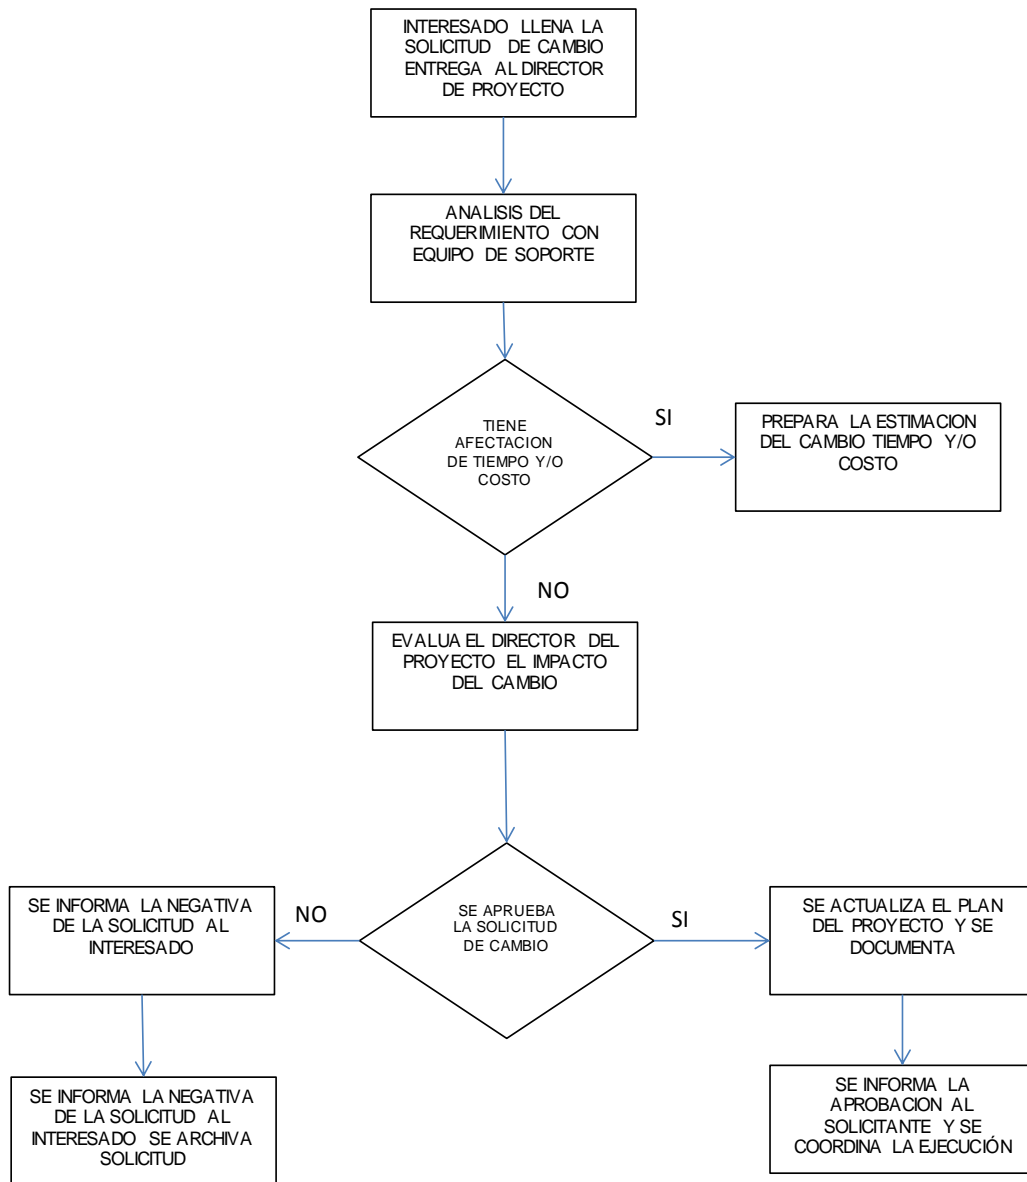 INTERESADO LLENA LA
SOLICITUD DE CAMBIO
ENTREGA AL DIRECTOR
DE PROYECTO
ANALISIS DEL
REQUERIMIENTO CON
EQUIPO DE SOPORTE
TIENE
AFECTACION
DE TIEMPO Y/O
COSTO
SI
PREPARA LA ESTIMACION
DEL CAMBIO TIEMPO Y/O
COSTO
NO
EVALUA EL DIRECTOR DEL
PROYECTO EL IMPACTO
DEL CAMBIO
SE INFORMA LA NEGATIVA
DE LA SOLICITUD AL
INTERESADO
NO
SE APRUEBA
LA SOLICITUD
DE CAMBIO
SI
SE ACTUALIZA EL PLAN
DEL PROYECTO Y SE
DOCUMENTA
SE INFORMA LA NEGATIVA
DE LA SOLICITUD AL
INTERESADO SE ARCHIVA
SOLICITUD
SE INFORMA LA
APROBACION AL
SOLICITANTE Y SE
COORDINA LA EJECUCIÓN